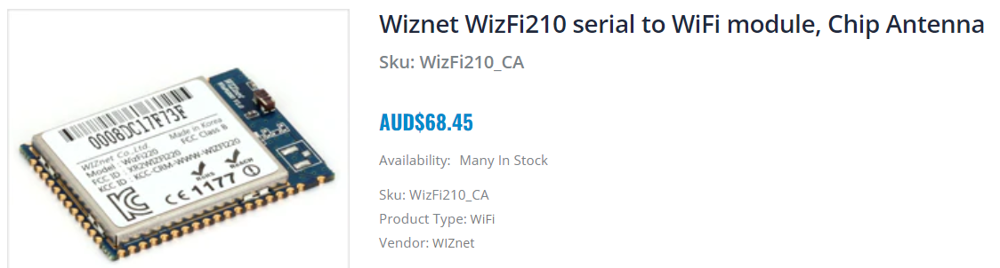 Wiznet WizFi210 serial to WiFi module, Chip Antenna
Sku: WizFi210_CA
AUD$68.45
Availability: Many In Stock
Sku: WizFi210_CA
Product Type: WiFi
Vendor: WIZnet
WIZnet
0008DC17F73F
Made in Korea
WIZnet Co.,Ltd.
FCC Class B
Model : WizFi220
FCC ID : XR2WIZFI220
KCC ID : KCC-CRM-WWW-WIZFI220
RoHS
ReACH
CE 1177